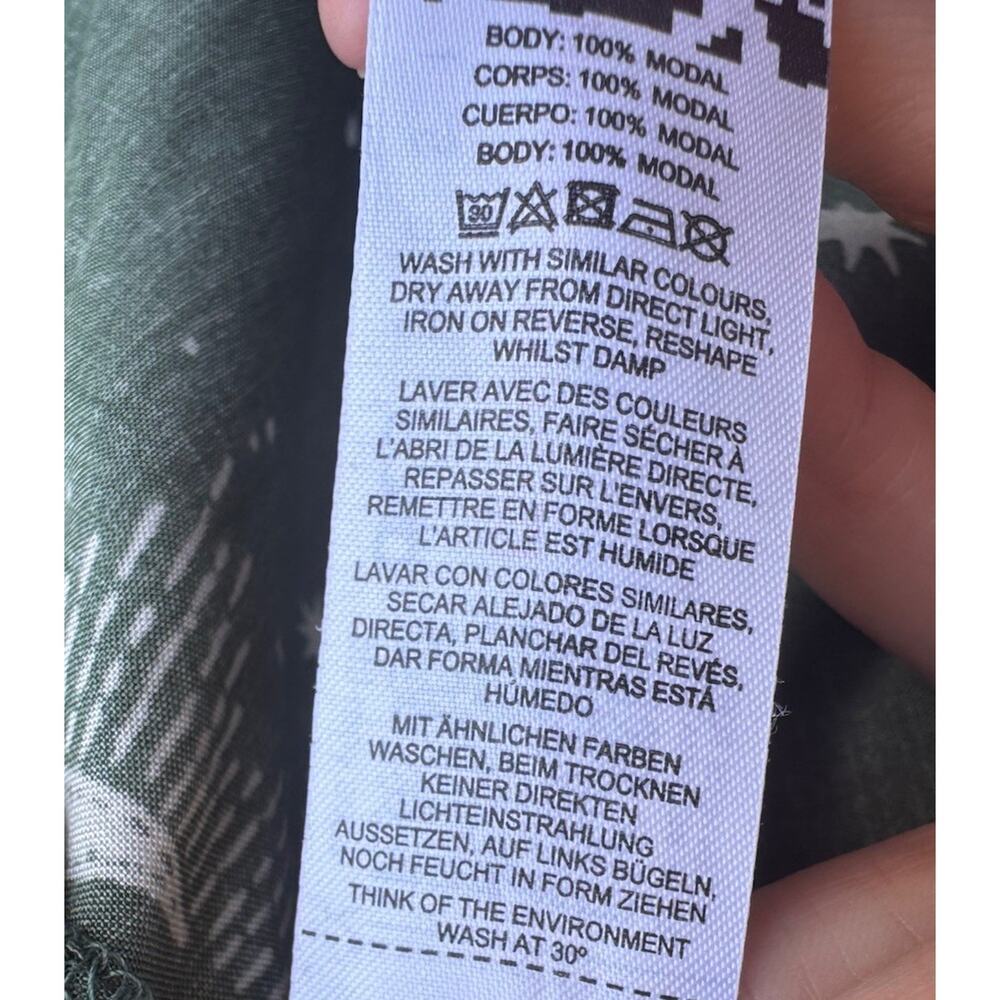 BODY: 100% MODAL
CORPS: 100% MODAL
CUERPO: 100% MODAL
BODY: 100% MODAL
30
WASH WITH SIMILAR COLOURS,
DRY AWAY FROM DIRECT LIGHT,
IRON ON REVERSE, RESHAPE
WHILST DAMP
LAVER AVEC DES COULEURS
SIMILAIRES, FAIRE SÉCHER À
L'ABRI DE LA LUMIÈRE DIRECTE,
REPASSER SUR L'ENVERS,
REMETTRE EN FORME LORSQUE
L'ARTICLE EST HUMIDE
LAVAR CON COLORES SIMILARES,
SECAR ALEJADO DE LA LUZ
DIRECTA, PLANCHAR DEL REVÉS,
DAR FORMA MIENTRAS ESTÁ
HÚMEDO
MIT ÄHNLICHEN FARBEN
WASCHEN, BEIM TROCKNEN
KEINER DIREKTEN
LICHTEINSTRAHLUNG
AUSSETZEN, AUF LINKS BÜGELN,
NOCH FEUCHT IN FORM ZIEHEN
THINK OF THE ENVIRONMENT
WASH AT 30º